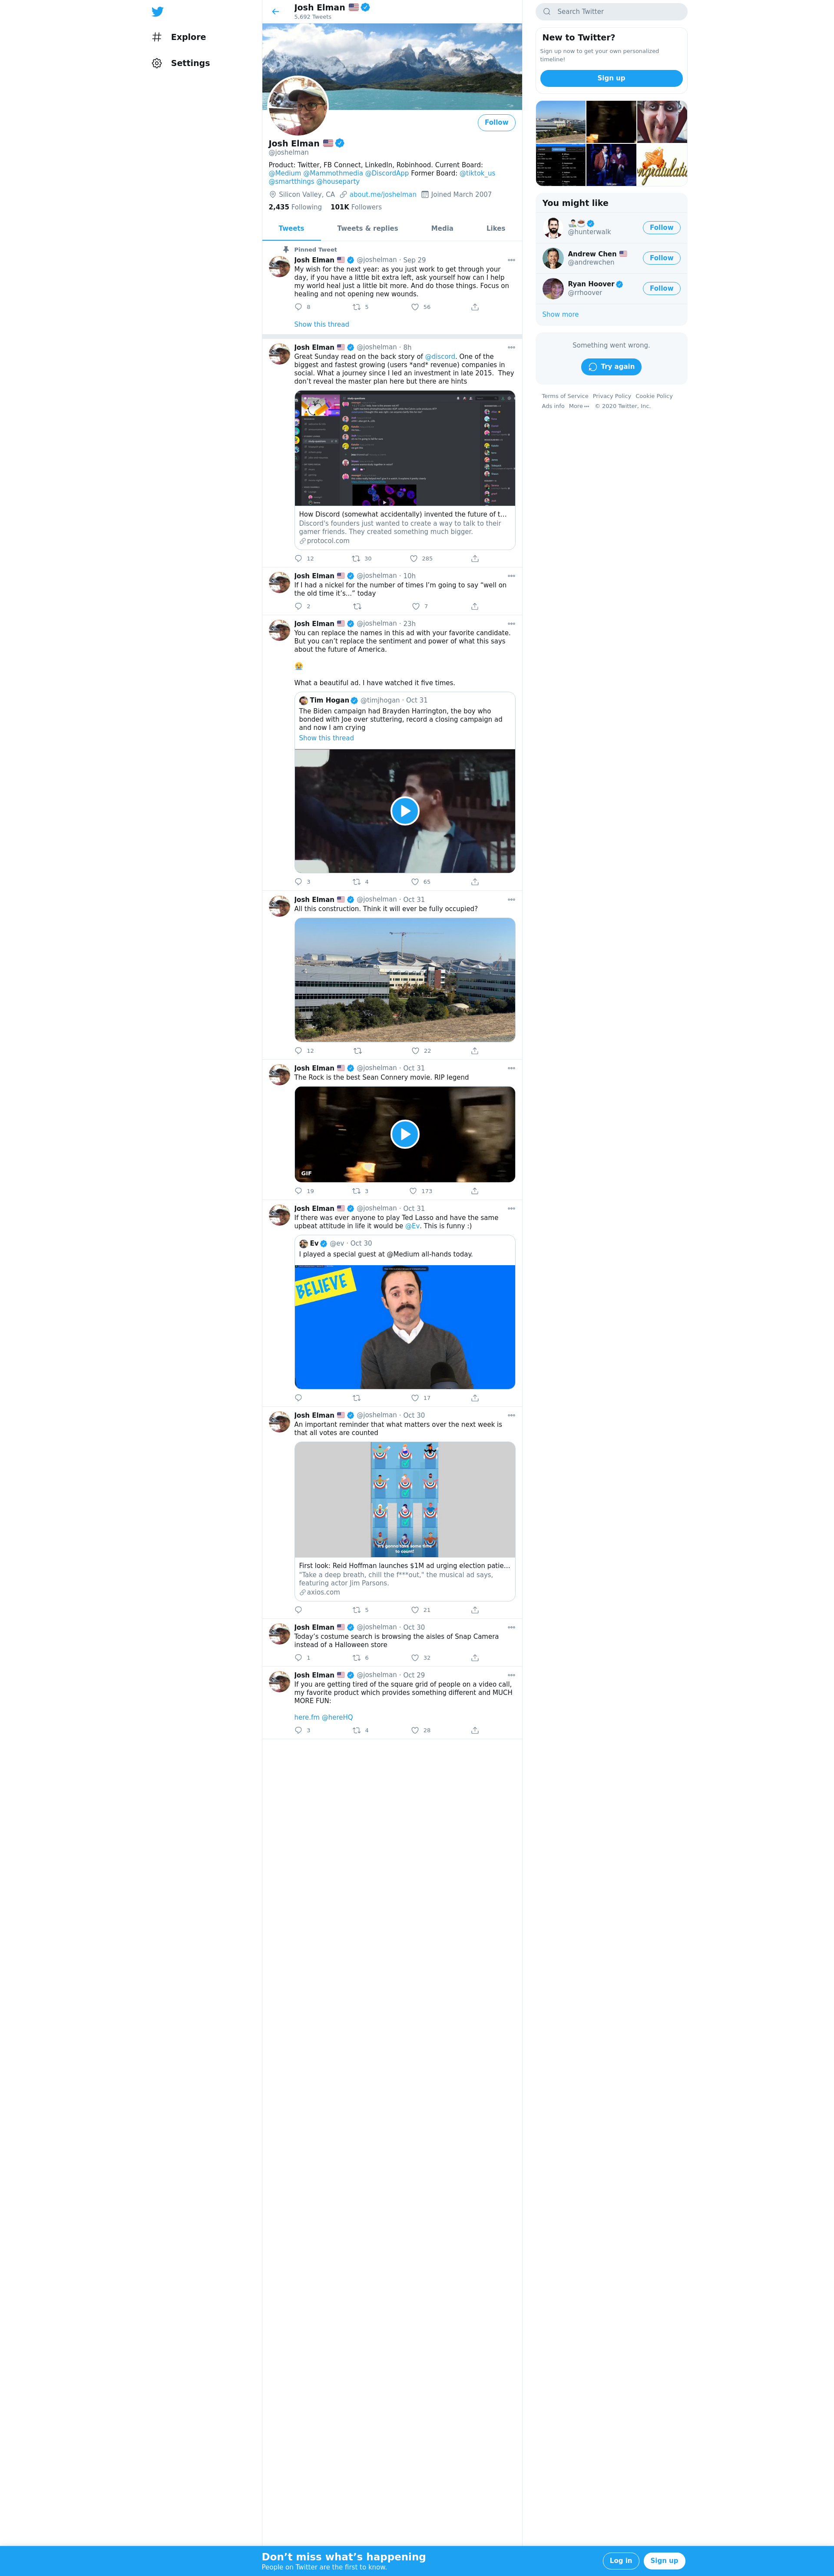 Explore
Settings
Josh Elman
5,692 Tweets
Follow
Josh Elman
@joshelman
Product: Twitter, FB Connect, LinkedIn, Robinhood. Current Board:
@Medium @Mammothmedia @DiscordApp Former Board: @tiktok_us
@smartthings @houseparty
Silicon Valley, CA about.me/joshelman Joined March 2007
2,435 Following 101K Followers
Tweets Tweets & replies Media Likes
Pinned Tweet
Josh Elman @joshelman · Sep 29
My wish for the next year: as you just work to get through your
day, if you have a little bit extra left, ask yourself how can I help
my world heal just a little bit more. And do those things. Focus on
healing and not opening new wounds.
8 5 56
Show this thread
Josh Elman @joshelman · 8h
Great Sunday read on the back story of @discord. One of the
biggest and fastest growing (users *and* revenue) companies in
social. What a journey since I led an investment in late 2015. They
don't reveal the master plan here but there are hints
How Discord (somewhat accidentally) invented the future of t...
Discord's founders just wanted to create a way to talk to their
gamer friends. They created something much bigger.
protocol.com
12 30 285
Josh Elman @joshelman · 10h
If I had a nickel for the number of times I'm going to say "well on
the old time it's..." today
2 7
Josh Elman @joshelman · 23h
You can replace the names in this ad with your favorite candidate.
But you can't replace the sentiment and power of what this says
about the future of America.
What a beautiful ad. I have watched it five times.
Tim Hogan @timjhogan · Oct 31
The Biden campaign had Brayden Harrington, the boy who
bonded with Joe over stuttering, record a closing campaign ad
and now I am crying
Show this thread
3 4 65
Josh Elman @joshelman · Oct 31
All this construction. Think it will ever be fully occupied?
12 22
Josh Elman @joshelman · Oct 31
The Rock is the best Sean Connery movie. RIP legend
GIF
19 3 173
Josh Elman @joshelman · Oct 31
If there was ever anyone to play Ted Lasso and have the same
upbeat attitude in life it would be @Ev. This is funny :)
Ev @ev · Oct 30
I played a special guest at @Medium all-hands today.
BELIEVE
17
Josh Elman @joshelman · Oct 30
An important reminder that what matters over the next week is
that all votes are counted
It's gonna take some time
to count!
First look: Reid Hoffman launches $1M ad urging election patie...
"Take a deep breath, chill the f***out," the musical ad says,
featuring actor Jim Parsons.
axios.com
5 21
Josh Elman @joshelman · Oct 30
Today's costume search is browsing the aisles of Snap Camera
instead of a Halloween store
1 6 32
Josh Elman @joshelman · Oct 29
If you are getting tired of the square grid of people on a video call,
my favorite product which provides something different and MUCH
MORE FUN:
here.fm @hereHQ
3 4 28
Search Twitter
New to Twitter?
Sign up now to get your own personalized
timeline!
Sign up
ngratulati
You might like
@hunterwalk
Follow
Andrew Chen
@andrewchen
Follow
Ryan Hoover
@rrhoover
Follow
Show more
Something went wrong.
Try again
Terms of Service Privacy Policy Cookie Policy
Ads info More © 2020 Twitter, Inc.
Don't miss what's happening
People on Twitter are the first to know.
Log in
Sign up